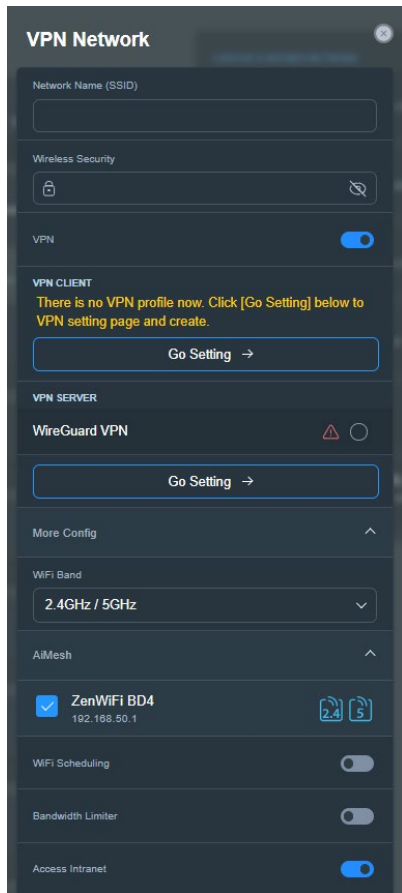 VPN Network
Network Name (SSID)
Wireless Security
VPN
VPN CLIENT
There is no VPN profile now. Click [Go Setting] below to
VPN setting page and create.
Go Setting →
VPN SERVER
WireGuard VPN
Go Setting →
More Config
WiFi Band
2.4GHz / 5GHz
AiMesh
ZenWiFi BD4
192.168.50.1
2.4 5
WiFi Scheduling
Bandwidth Limiter
Access Intranet